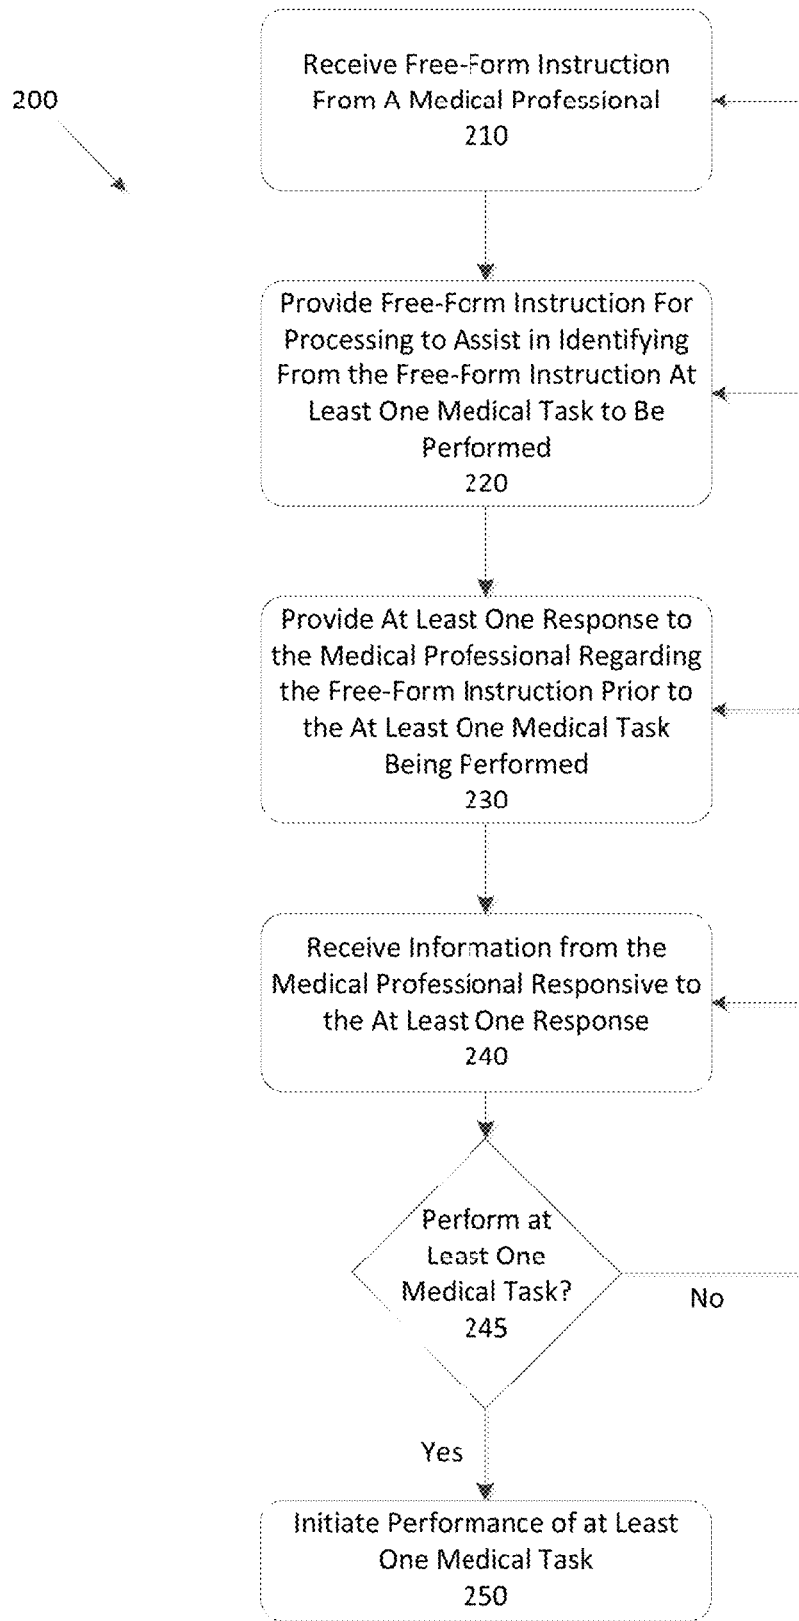 200
Receive Free-Form Instruction
From A Medical Professional
210
Provide Free-Form Instruction For
Processing to Assist in Identifying
From the Free-Form Instruction At
Least One Medical Task to Be
Performed
220
Provide At Least One Response to
the Medical Professional Regarding
the Free-Form Instruction Prior to
the At Least One Medical Task
Being Performed
230
Receive Information from the
Medical Professional Responsive to
the At Least One Response
240
Perform at
Least One
Medical Task?
245
No
Yes
Initiate Performance of at Least
One Medical Task
250